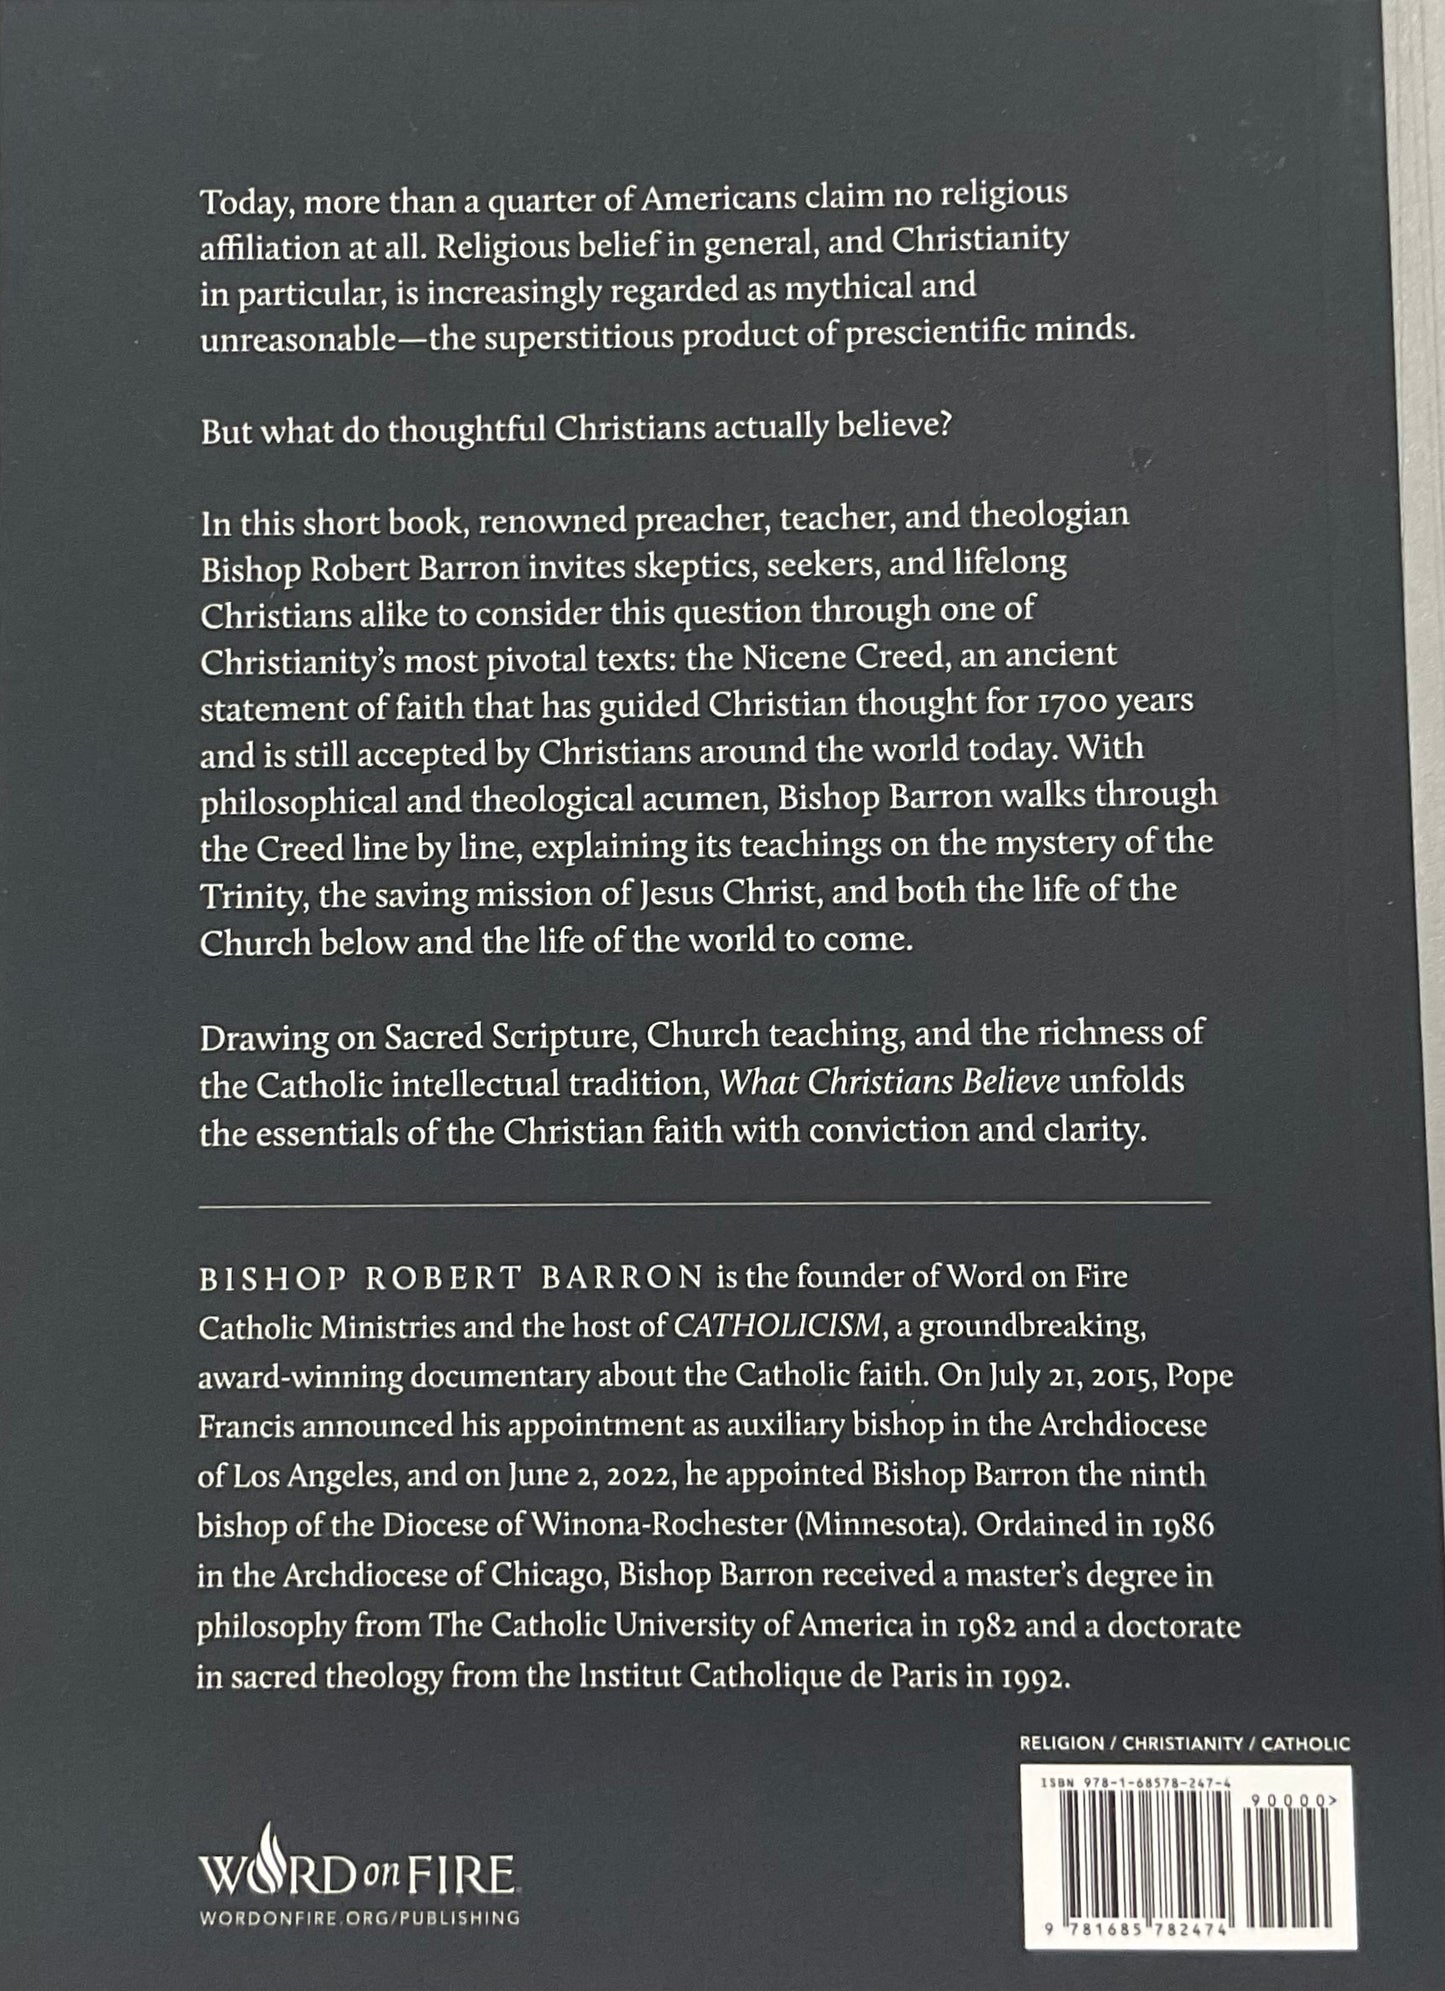 Today, more than a quarter of Americans claim no religious
affiliation at all. Religious belief in general, and Christianity
in particular, is increasingly regarded as mythical and
unreasonable—the superstitious product of prescientific minds.
But what do thoughtful Christians actually believe?
In this short book, renowned preacher, teacher, and theologian
Bishop Robert Barron invites skeptics, seekers, and lifelong
Christians alike to consider this question through one of
Christianity’s most pivotal texts: the Nicene Creed, an ancient
statement of faith that has guided Christian thought for 1700 years
and is still accepted by Christians around the world today. With
philosophical and theological acumen, Bishop Barron walks through
the Creed line by line, explaining its teachings on the mystery of the
Trinity, the saving mission of Jesus Christ, and both the life of the
Church below and the life of the world to come.
Drawing on Sacred Scripture, Church teaching, and the richness of
the Catholic intellectual tradition, What Christians Believe unfolds
the essentials of the Christian faith with conviction and clarity.
BISHOP ROBERT BARRON is the founder of Word on Fire
Catholic Ministries and the host of CATHOLICISM, a groundbreaking,
award-winning documentary about the Catholic faith. On July 21, 2015, Pope
Francis announced his appointment as auxiliary bishop in the Archdiocese
of Los Angeles, and on June 2, 2022, he appointed Bishop Barron the ninth
bishop of the Diocese of Winona-Rochester (Minnesota). Ordained in 1986
in the Archdiocese of Chicago, Bishop Barron received a master’s degree in
philosophy from The Catholic University of America in 1982 and a doctorate
in sacred theology from the Institut Catholique de Paris in 1992.
RELIGION / CHRISTIANITY / CATHOLIC
ISBN 978-1-68578-247-4
90000>
9 781685 782474
WORD on FIRE
WORDONFIRE.ORG/PUBLISHING